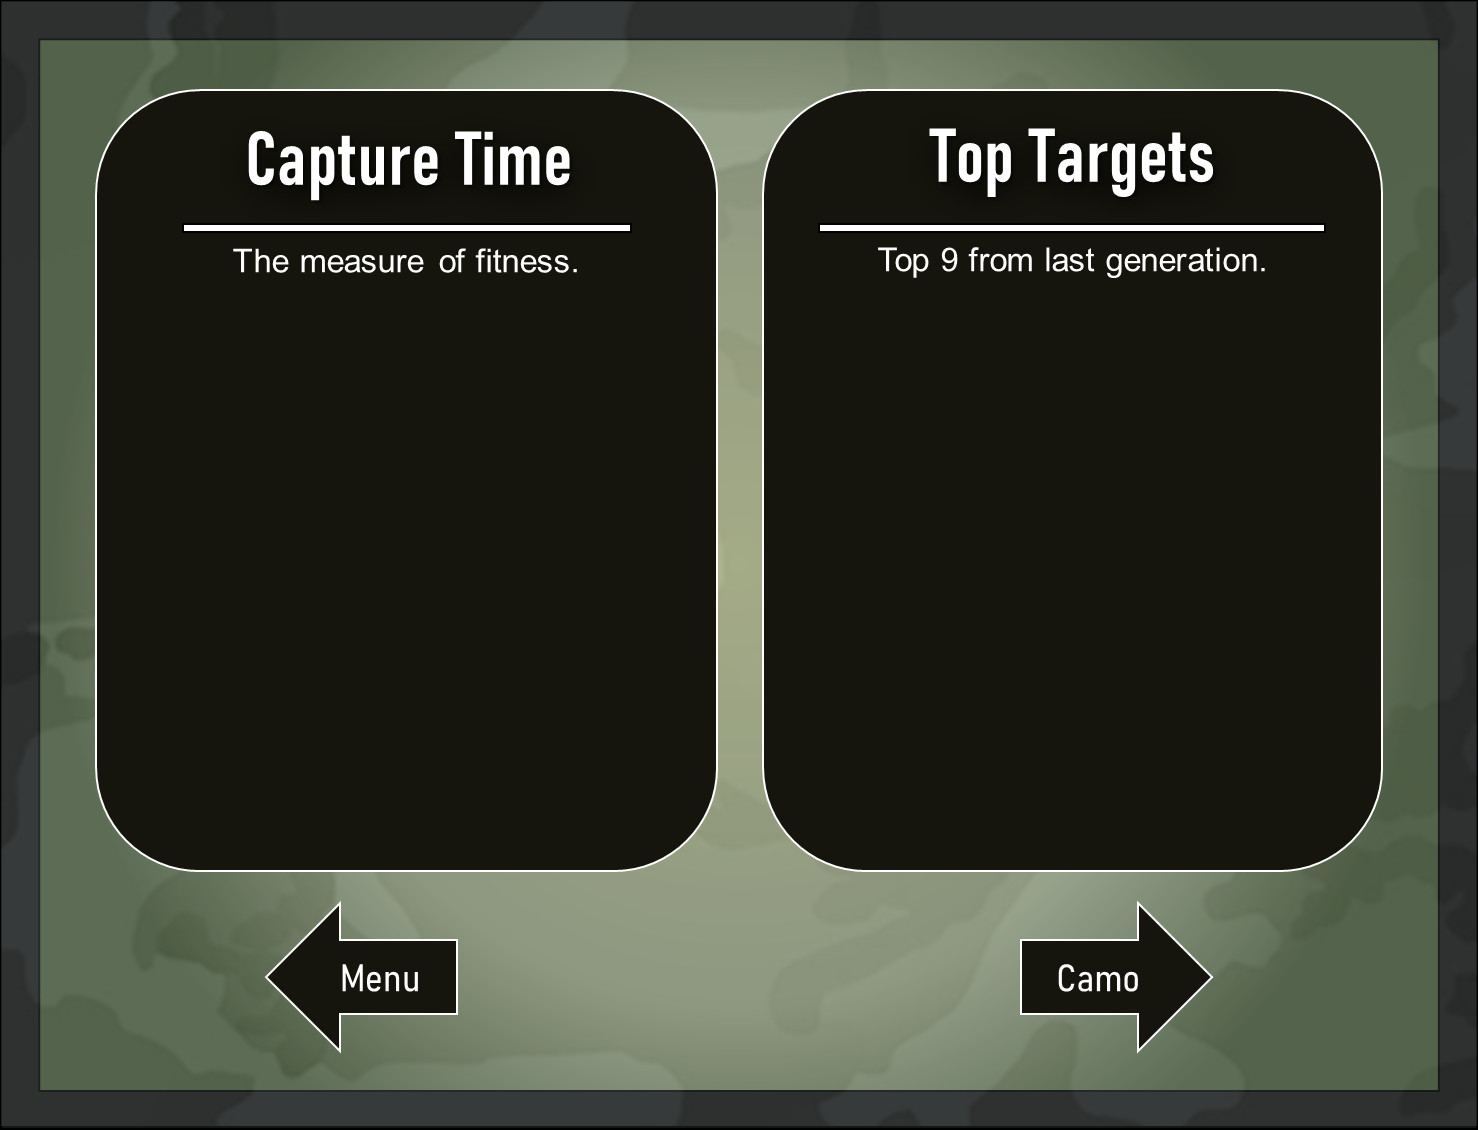 Capture Time
The measure of fitness.
Top Targets
Top 9 from last generation.
Menu
Camo